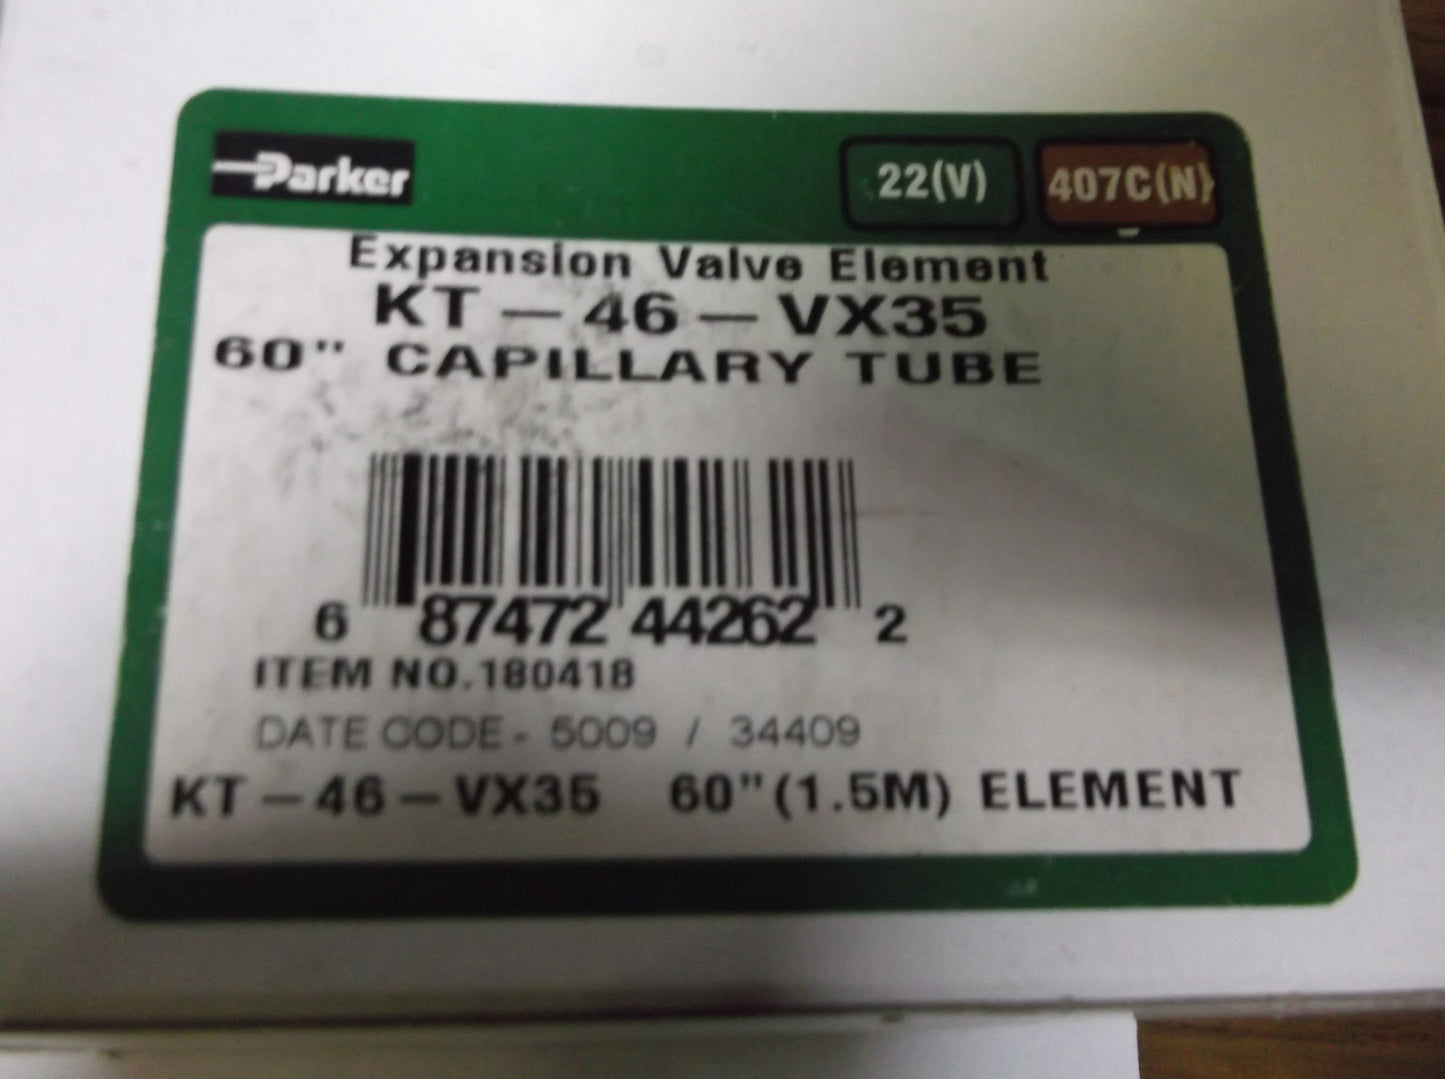 Parker
22(V) 407C(N)
Expansion Valve Element
KT - 46 - VX35
60" CAPILLARY TUBE
6 87472 44262 2
ITEM NO. 180418
DATE CODE - 5009 / 34409
KT - 46 - VX35 60" (1.5M) ELEMENT